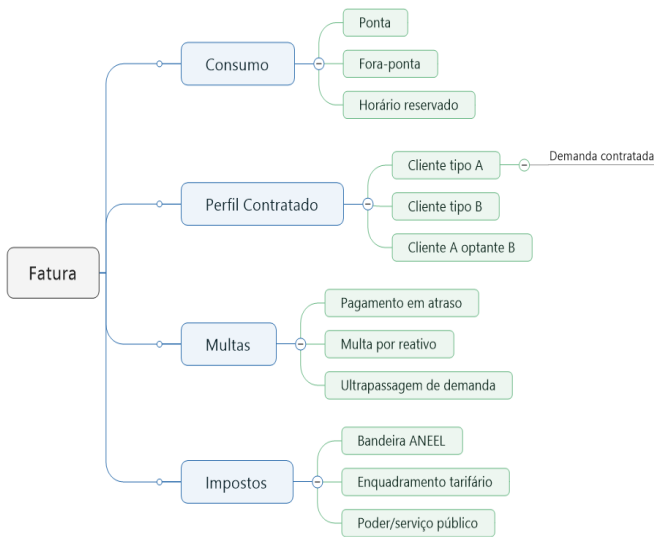 Fatura
Consumo
Ponta
Fora-ponta
Horário reservado
Perfil Contratado
Cliente tipo A
Demanda contratada
Cliente tipo B
Cliente A optante B
Multas
Pagamento em atraso
Multa por reativo
Ultrapassagem de demanda
Impostos
Bandeira ANEEL
Enquadramento tarifário
Poder/serviço público